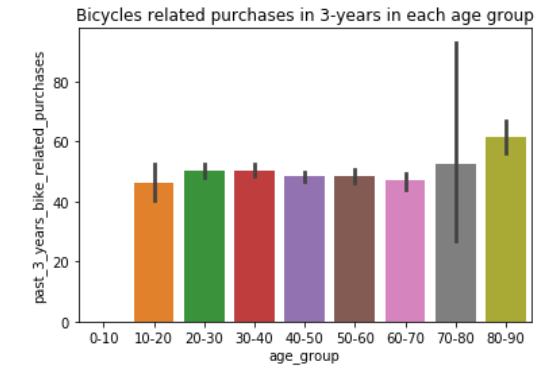 Bicycles related purchases in 3-years in each age group
past_3_years_bike_related_purchases
80
60
40
20
0
0-10 10-20 20-30 30-40 40-50 50-60 60-70 70-80 80-90
age_group